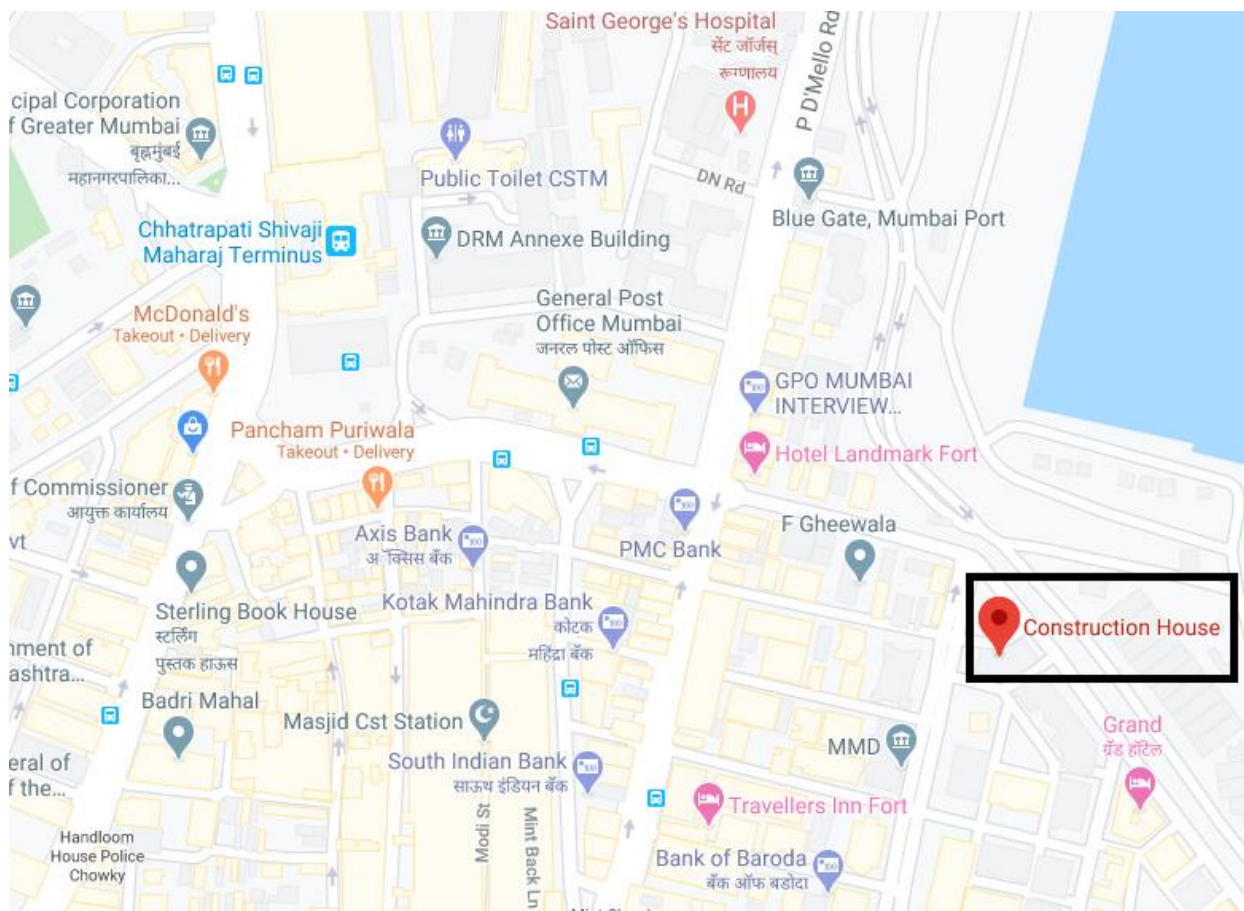 Saint George's Hospital
सेंट जॉर्जस्
रूग्णालय
P D'Mello Rd
cipal Corporation
f Greater Mumbai
बृहन्मुंबई
महानगरपालिका...
Public Toilet CSTM
DN Rd
Blue Gate, Mumbai Port
Chhatrapati Shivaji
Maharaj Terminus
DRM Annexe Building
General Post
Office Mumbai
जनरल पोस्ट ऑफिस
McDonald's
Takeout • Delivery
GPO MUMBAI
INTERVIEW...
Pancham Puriwala
Takeout • Delivery
Hotel Landmark Fort
f Commissioner
आयुक्त कार्यालय
vt
Axis Bank
अॅक्सिस बँक
PMC Bank
F Gheewala
Sterling Book House
स्टर्लिंग
पुस्तक हाऊस
Kotak Mahindra Bank
कोटक
महिंद्रा बँक
Construction House
nment of
ashtra...
Badri Mahal
Masjid Cst Station
MMD
Grand
ग्रँड हॉटेल
eral of
f the...
South Indian Bank
साऊथ इंडियन बँक
Travellers Inn Fort
Modi St
Mint Back Ln
Handloom
House Police
Chowky
Bank of Baroda
बँक ऑफ बडोदा